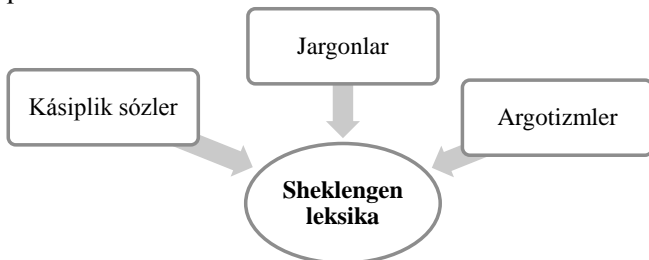 Jargonlar
Kásiplik sózler
Argotizmler
Sheklengen
leksika